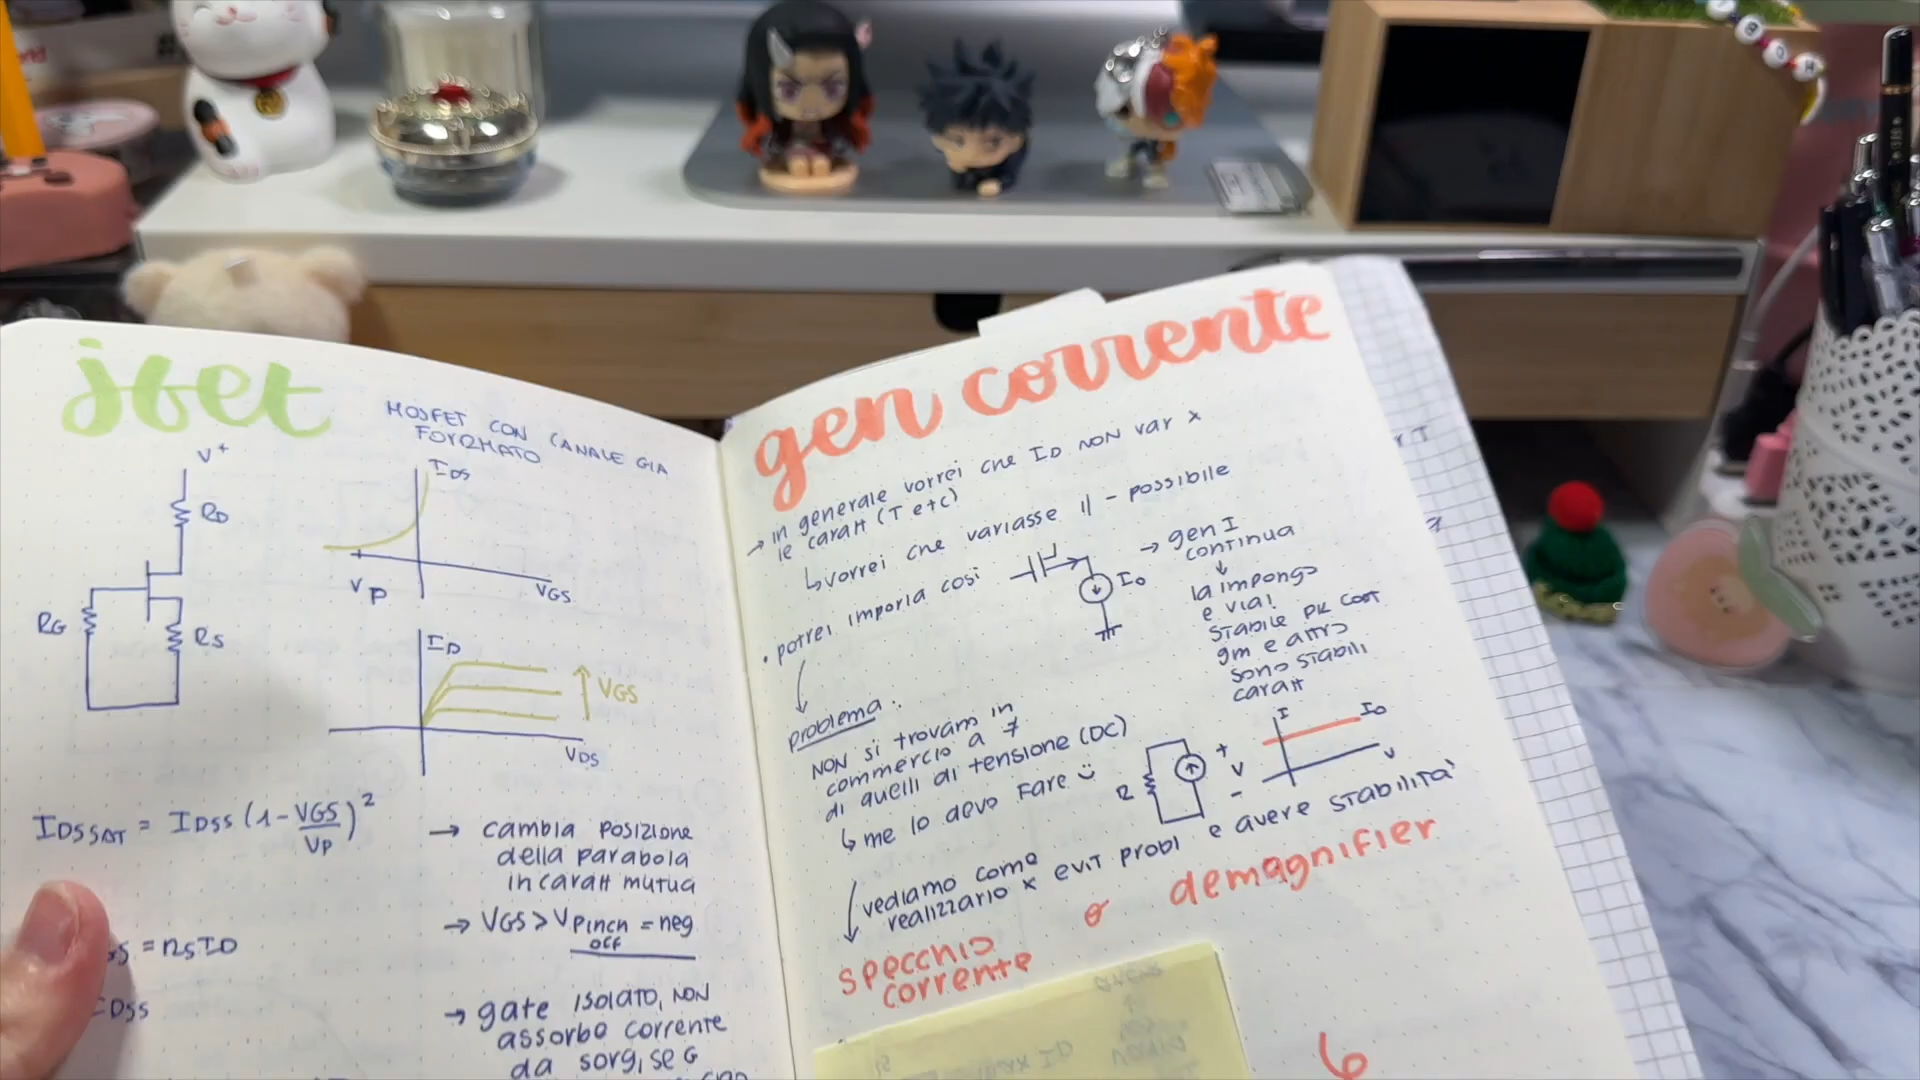 jfet
MOSFET CON CANALE GIA
FORMATO
V+
RD
RG
RS
IDS
VP
VGS
ID
VGS
VDS
IDSSAT = IDSS (1 - VGS/VP)²
→ cambia posizione
della parabola
in caratt mutua
→ VGS > VPinch = neg
OFF
= RSID
→ gate isolato, NON
assorbo corrente
da sorg, se G
gen corrente
→ in generale vorrei che ID NON var x
le caratt (T etc)
↳ vorrei che variasse il - possibile
• potrei imporla così
I0
→ gen I
continua
↓
la impongo
e via!
stabile
gm e altro
sono stabili
caratt
problema:
NON si trovano in
commercio a 7
di quelli di tensione (DC)
↳ me lo devo fare
R
+
V
-
I
I0
V
vediamo come
realizzarlo x evit probl e avere stabilità
specchio
corrente
o demagnifier
6